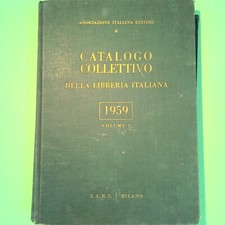 ASSOCIAZIONE ITALIANA EDITORI
CATALOGO
COLLETTIVO
DELLA LIBRERIA ITALIANA
1959
VOLUME I
S.A.B.E. MILANO